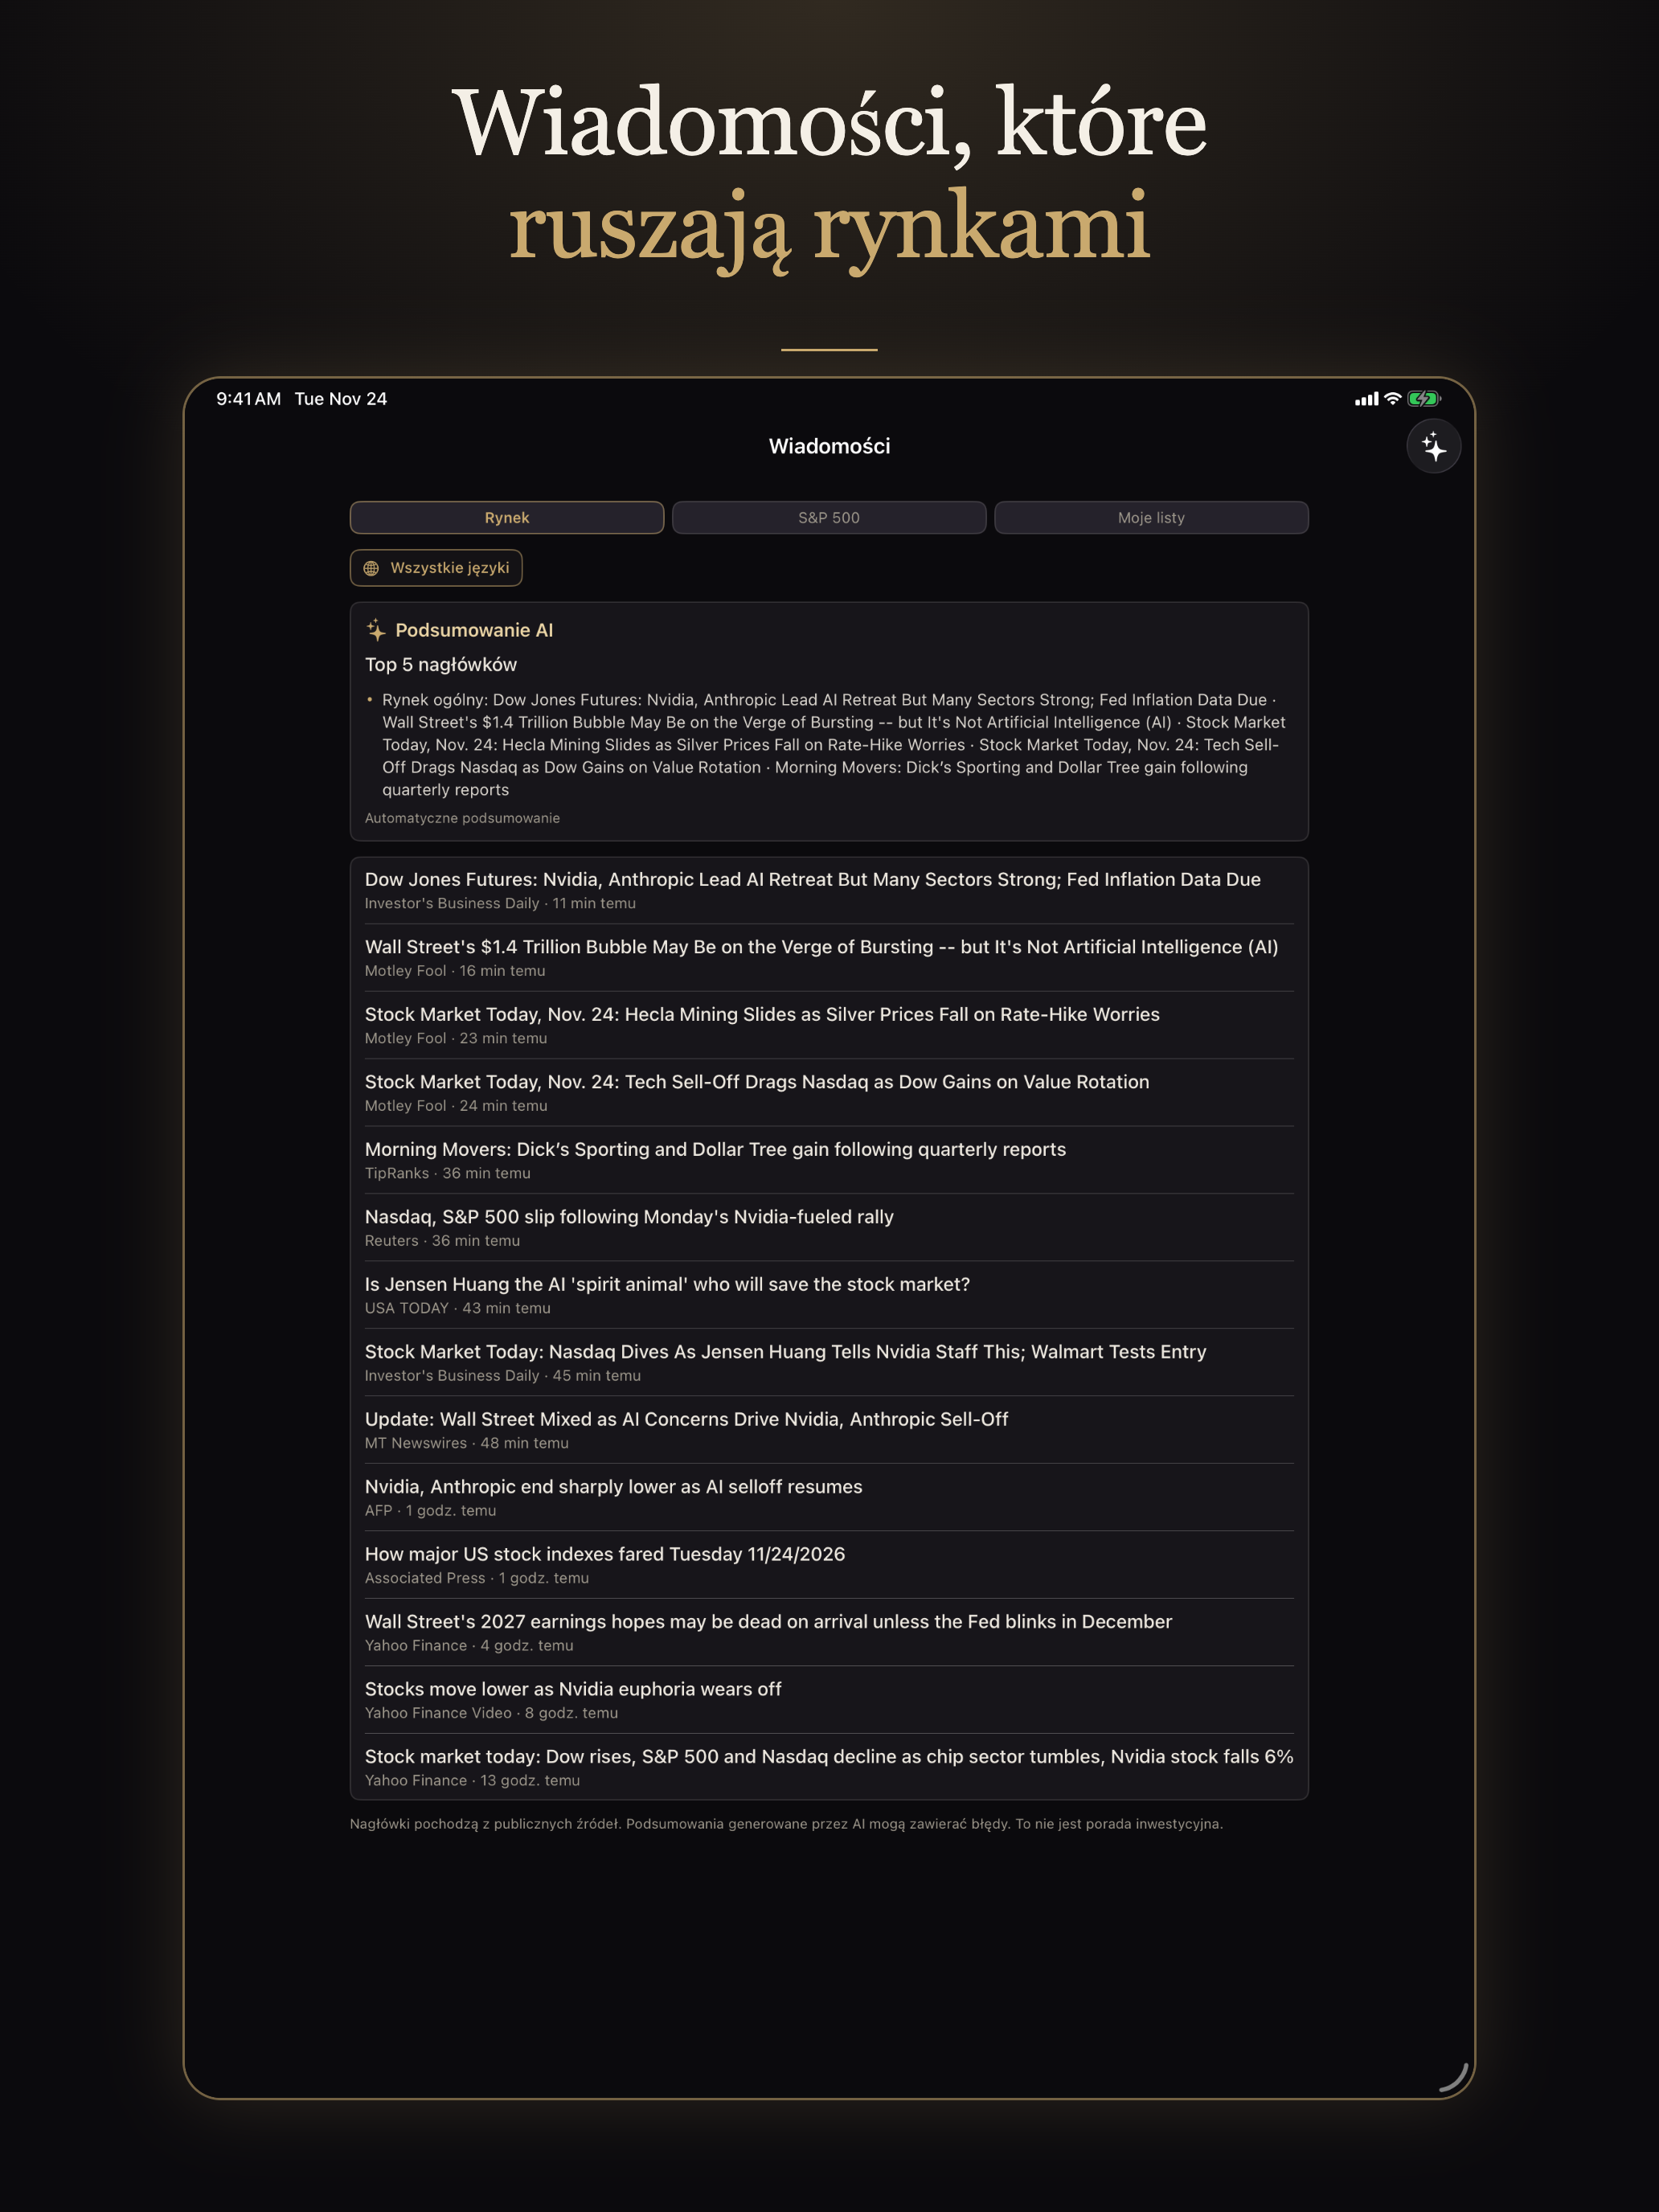 Wiadomości, które
ruszają rynkami
9:41 AM Tue Nov 24
Wiadomości
Rynek
S&P 500
Moje listy
Wszystkie języki
Podsumowanie AI
Top 5 nagłówków
• Rynek ogólny: Dow Jones Futures: Nvidia, Anthropic Lead AI Retreat But Many Sectors Strong; Fed Inflation Data Due ·
Wall Street's $1.4 Trillion Bubble May Be on the Verge of Bursting -- but It's Not Artificial Intelligence (AI) · Stock Market
Today, Nov. 24: Hecla Mining Slides as Silver Prices Fall on Rate-Hike Worries · Stock Market Today, Nov. 24: Tech Sell-
Off Drags Nasdaq as Dow Gains on Value Rotation · Morning Movers: Dick’s Sporting and Dollar Tree gain following
quarterly reports
Automatyczne podsumowanie
Dow Jones Futures: Nvidia, Anthropic Lead AI Retreat But Many Sectors Strong; Fed Inflation Data Due
Investor's Business Daily · 11 min temu
Wall Street's $1.4 Trillion Bubble May Be on the Verge of Bursting -- but It's Not Artificial Intelligence (AI)
Motley Fool · 16 min temu
Stock Market Today, Nov. 24: Hecla Mining Slides as Silver Prices Fall on Rate-Hike Worries
Motley Fool · 23 min temu
Stock Market Today, Nov. 24: Tech Sell-Off Drags Nasdaq as Dow Gains on Value Rotation
Motley Fool · 24 min temu
Morning Movers: Dick’s Sporting and Dollar Tree gain following quarterly reports
TipRanks · 36 min temu
Nasdaq, S&P 500 slip following Monday's Nvidia-fueled rally
Reuters · 36 min temu
Is Jensen Huang the AI 'spirit animal' who will save the stock market?
USA TODAY · 43 min temu
Stock Market Today: Nasdaq Dives As Jensen Huang Tells Nvidia Staff This; Walmart Tests Entry
Investor's Business Daily · 45 min temu
Update: Wall Street Mixed as AI Concerns Drive Nvidia, Anthropic Sell-Off
MT Newswires · 48 min temu
Nvidia, Anthropic end sharply lower as AI selloff resumes
AFP · 1 godz. temu
How major US stock indexes fared Tuesday 11/24/2026
Associated Press · 1 godz. temu
Wall Street's 2027 earnings hopes may be dead on arrival unless the Fed blinks in December
Yahoo Finance · 4 godz. temu
Stocks move lower as Nvidia euphoria wears off
Yahoo Finance Video · 8 godz. temu
Stock market today: Dow rises, S&P 500 and Nasdaq decline as chip sector tumbles, Nvidia stock falls 6%
Yahoo Finance · 13 godz. temu
Nagłówki pochodzą z publicznych źródeł. Podsumowania generowane przez AI mogą zawierać błędy. To nie jest porada inwestycyjna.